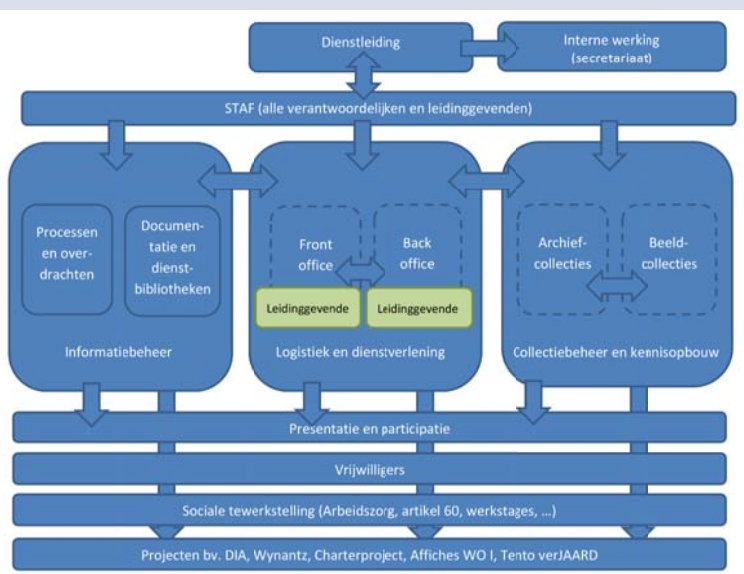 Dienstleiding
Interne werking
(secretariaat)
STAF (alle verantwoordelijken en leidinggevenden)
Processen
en over-
drachten
Documen-
tatie en
dienst-
bibliotheken
Informatiebeheer
Front
office
Back
office
Leidinggevende
Leidinggevende
Logistiek en dienstverlening
Archief-
collecties
Beeld-
collecties
Collectiebeheer en kennisopbouw
Presentatie en participatie
Vrijwilligers
Sociale tewerkstelling (Arbeidszorg, artikel 60, werkstages, ...)
Projecten bv. DIA, Wynantz, Charterproject, Affiches WO I, Tento verJAARD